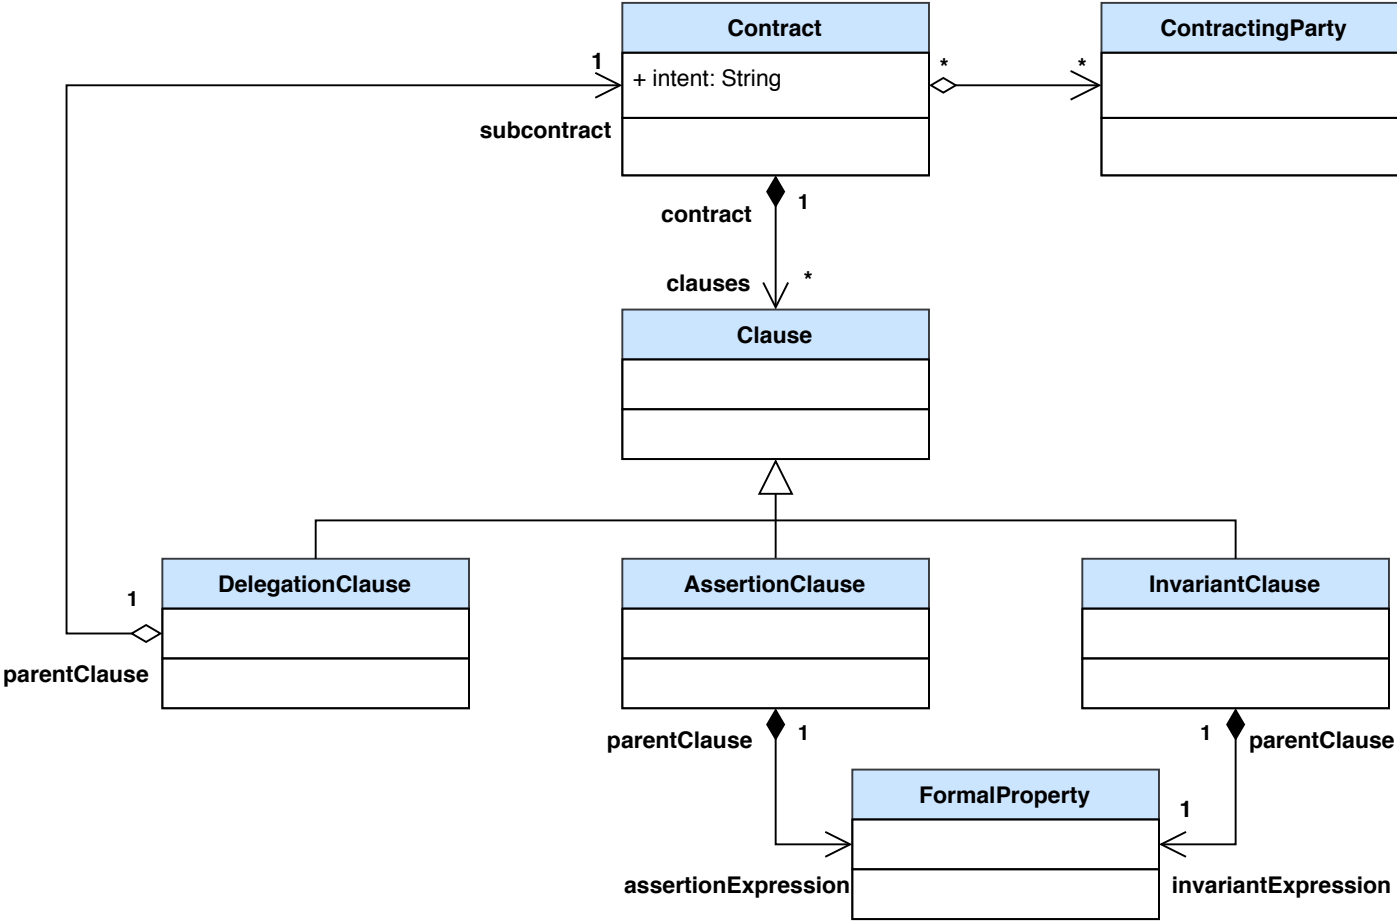 Contract
ContractingParty
1
+ intent: String
*
*
subcontract
1
contract
clauses
*
Clause
DelegationClause
AssertionClause
InvariantClause
1
parentClause
parentClause
1
1
parentClause
FormalProperty
1
assertionExpression
invariantExpression